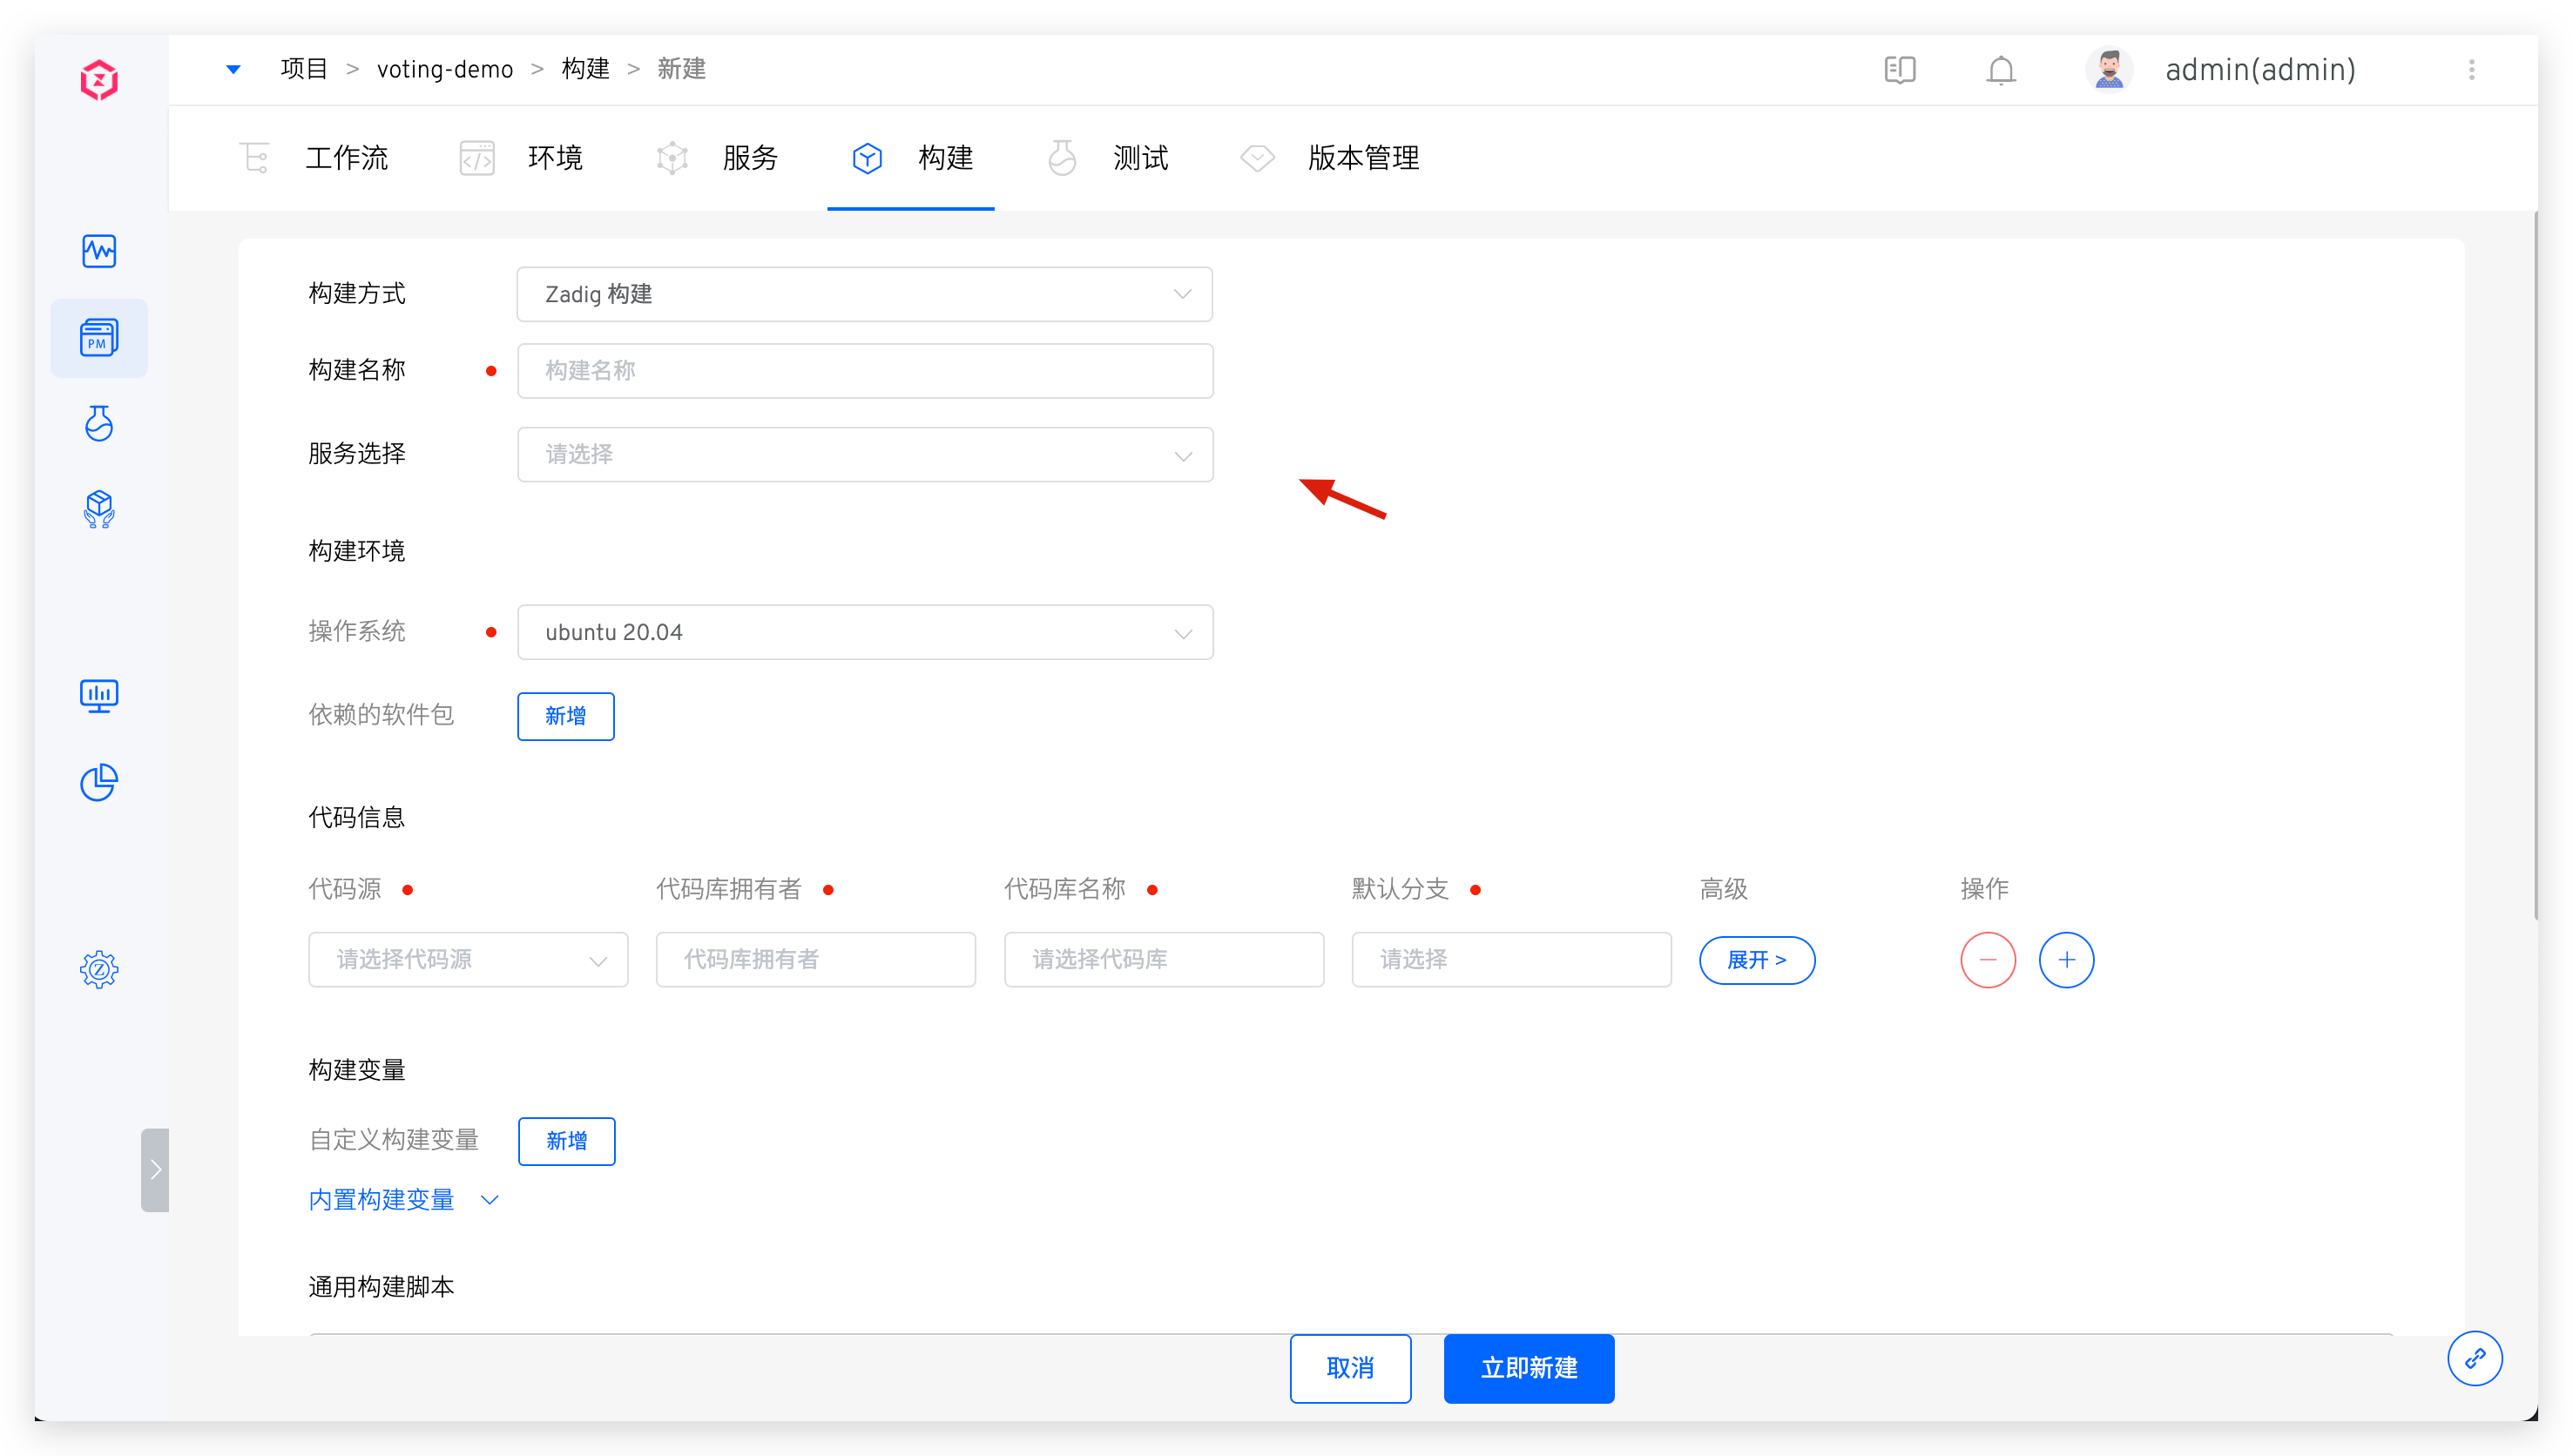 项目 > voting-demo > 构建 > 新建
admin(admin)
工作流 环境 服务 构建 测试 版本管理
PM
构建方式 Zadig 构建
构建名称 构建名称
服务选择 请选择
构建环境
操作系统 ubuntu 20.04
依赖的软件包 新增
代码信息
代码源 代码库拥有者 代码库名称 默认分支 高级 操作
请选择代码源 代码库拥有者 请选择代码库 请选择 展开 >
构建变量
自定义构建变量 新增
内置构建变量
通用构建脚本
取消 立即新建